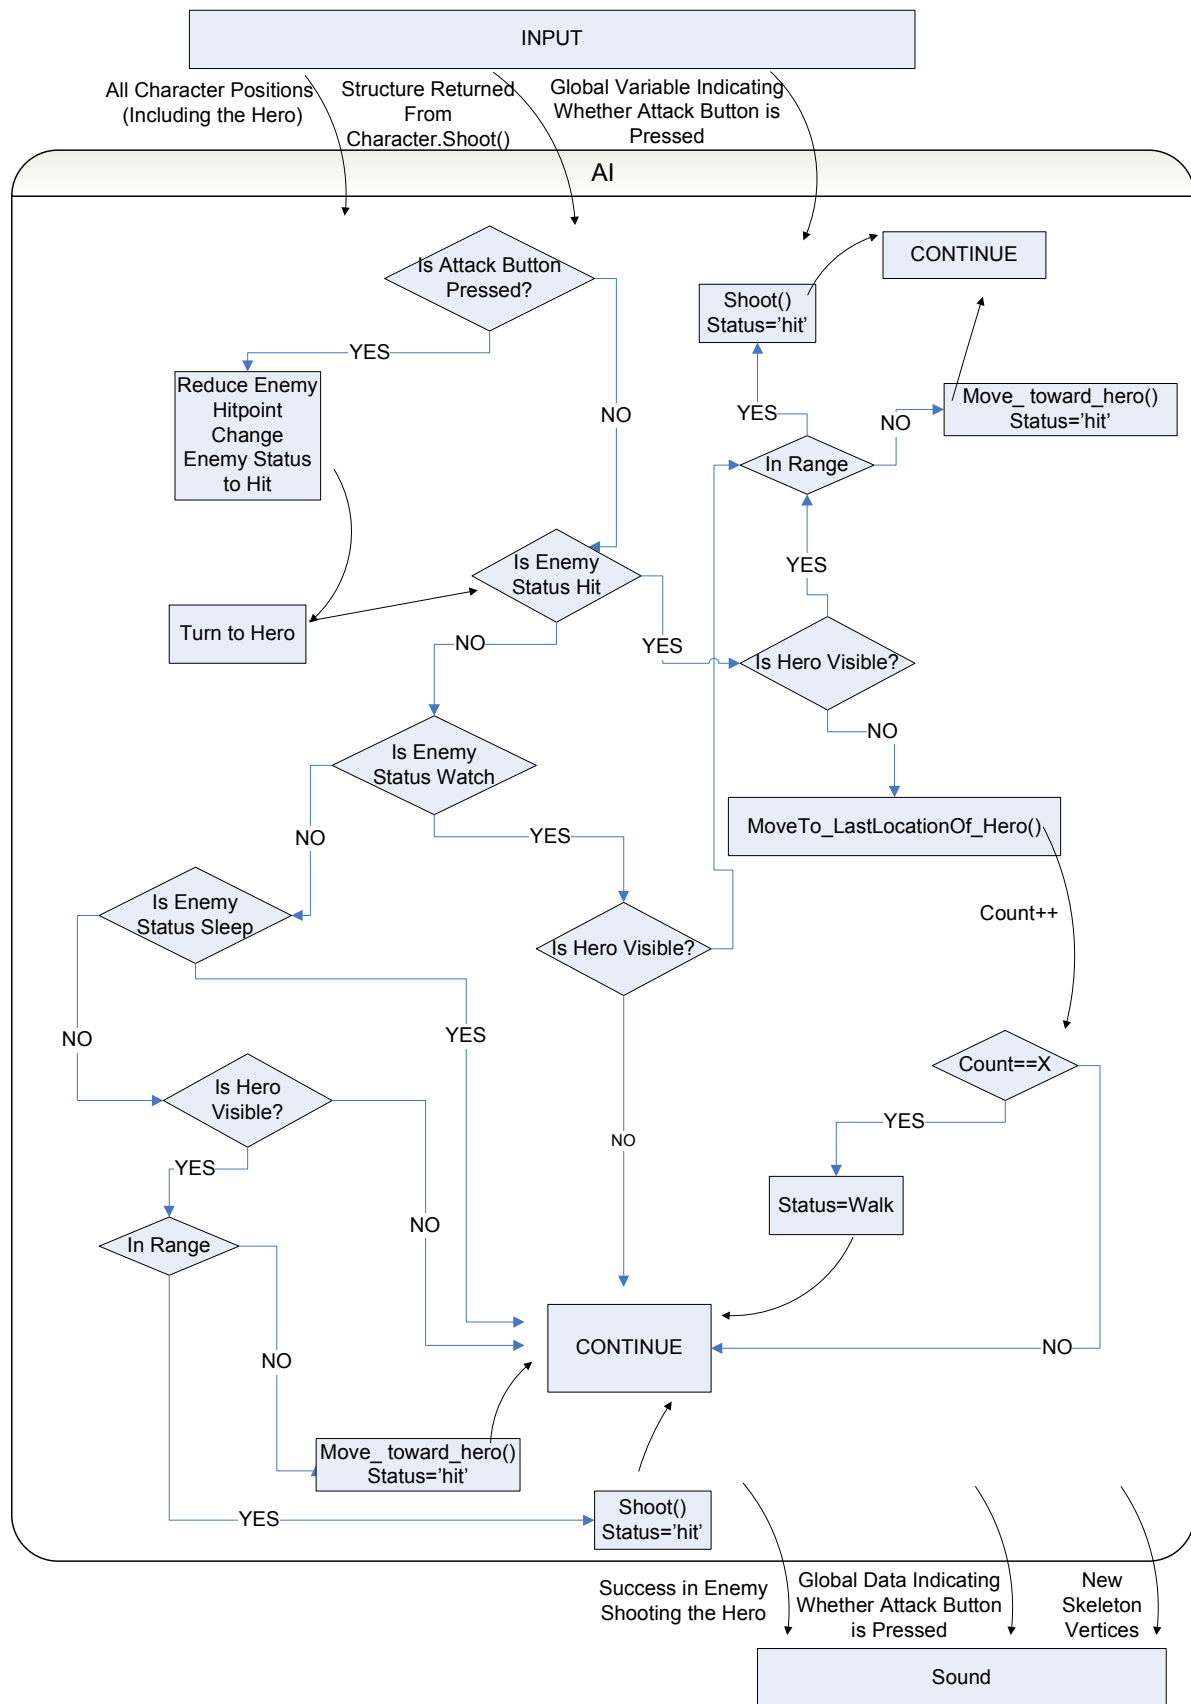 INPUT
All Character Positions
(Including the Hero)
Structure Returned
From
Character.Shoot()
Global Variable Indicating
Whether Attack Button is
Pressed
AI
Is Attack Button
Pressed?
CONTINUE
Shoot()
Status='hit'
YES
Reduce Enemy
Hitpoint
Change
Enemy Status
to Hit
NO
YES
NO
Move_ toward_hero()
Status='hit'
In Range
Is Enemy
Status Hit
YES
Turn to Hero
NO
YES
Is Hero Visible?
NO
Is Enemy
Status Watch
MoveTo_LastLocationOf_Hero()
NO
YES
Is Enemy
Status Sleep
Count++
Is Hero Visible?
NO
YES
Count==X
Is Hero
Visible?
YES
NO
YES
Status=Walk
NO
In Range
CONTINUE
NO
NO
Move_ toward_hero()
Status='hit'
YES
Shoot()
Status='hit'
Success in Enemy
Shooting the Hero
Global Data Indicating
Whether Attack Button
is Pressed
New
Skeleton
Vertices
Sound